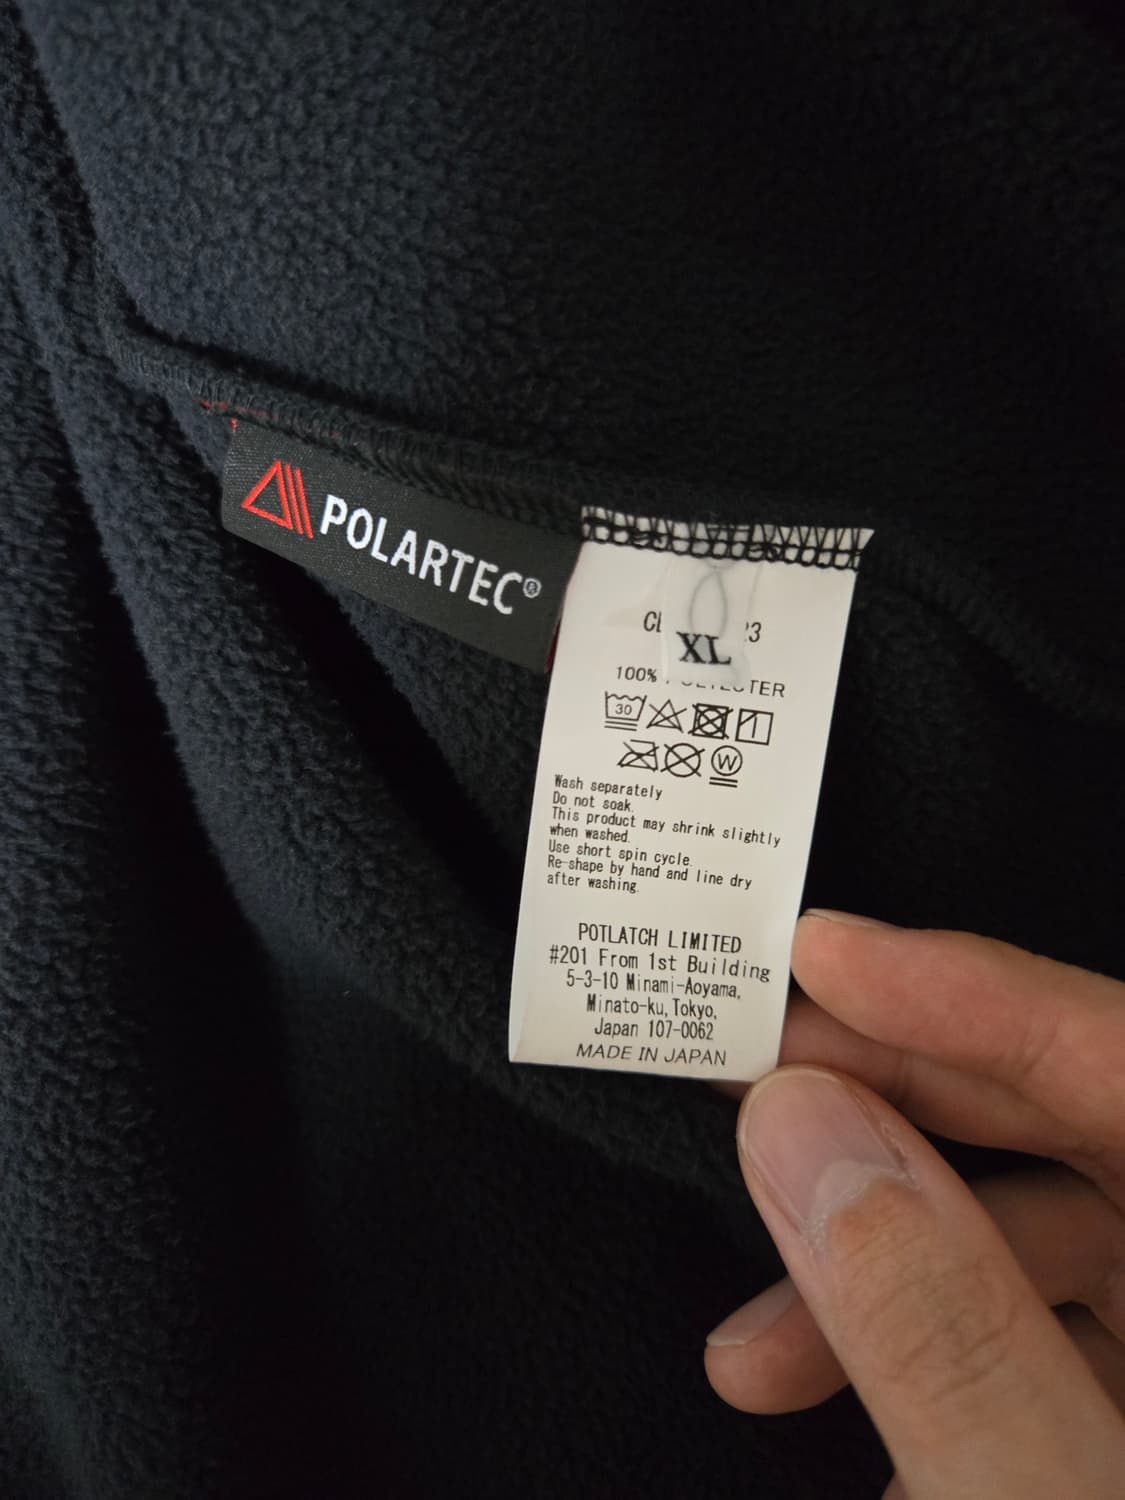 POLARTEC®
XL
100%
30
W
Wash separately
Do not soak.
This product may shrink slightly
when washed.
Use short spin cycle.
Re-shape by hand and line dry
after washing.
POTLATCH LIMITED
#201 From 1st Building
5-3-10 Minami-Aoyama,
Minato-ku, Tokyo,
Japan 107-0062
MADE IN JAPAN